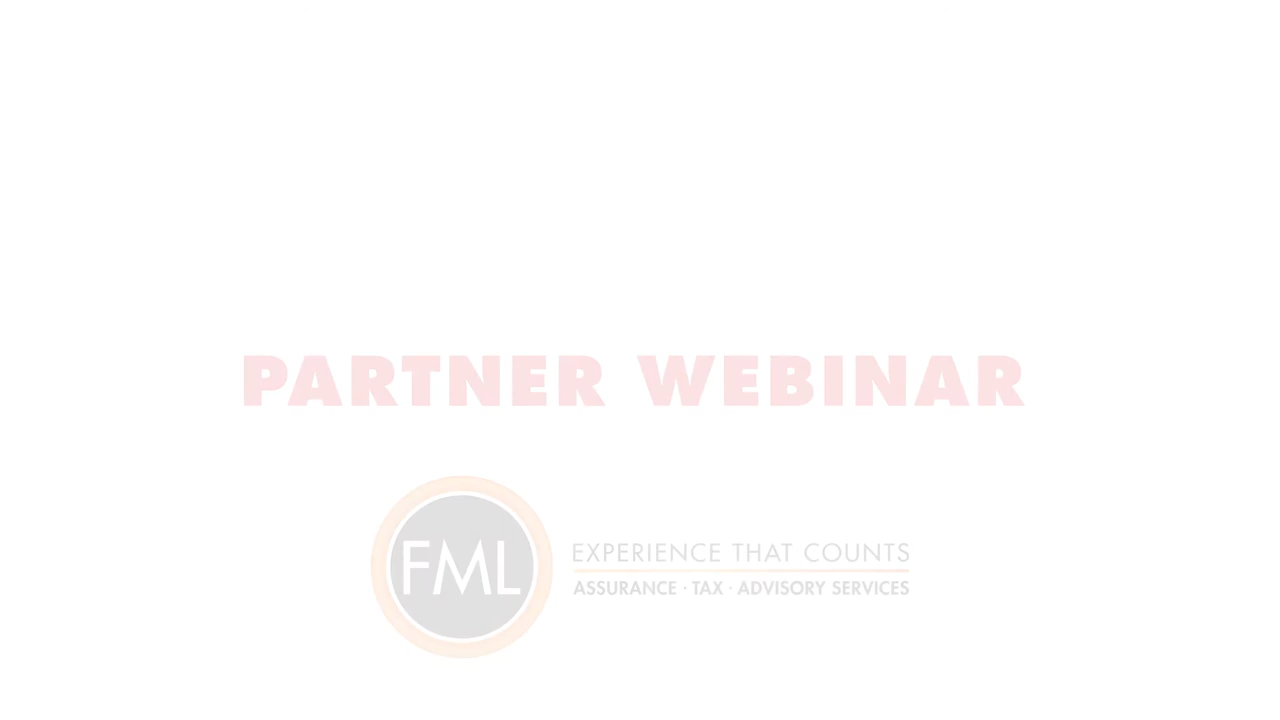 PARTNER WEBINAR
FML
EXPERIENCE THAT COUNTS
ASSURANCE · TAX · ADVISORY SERVICES